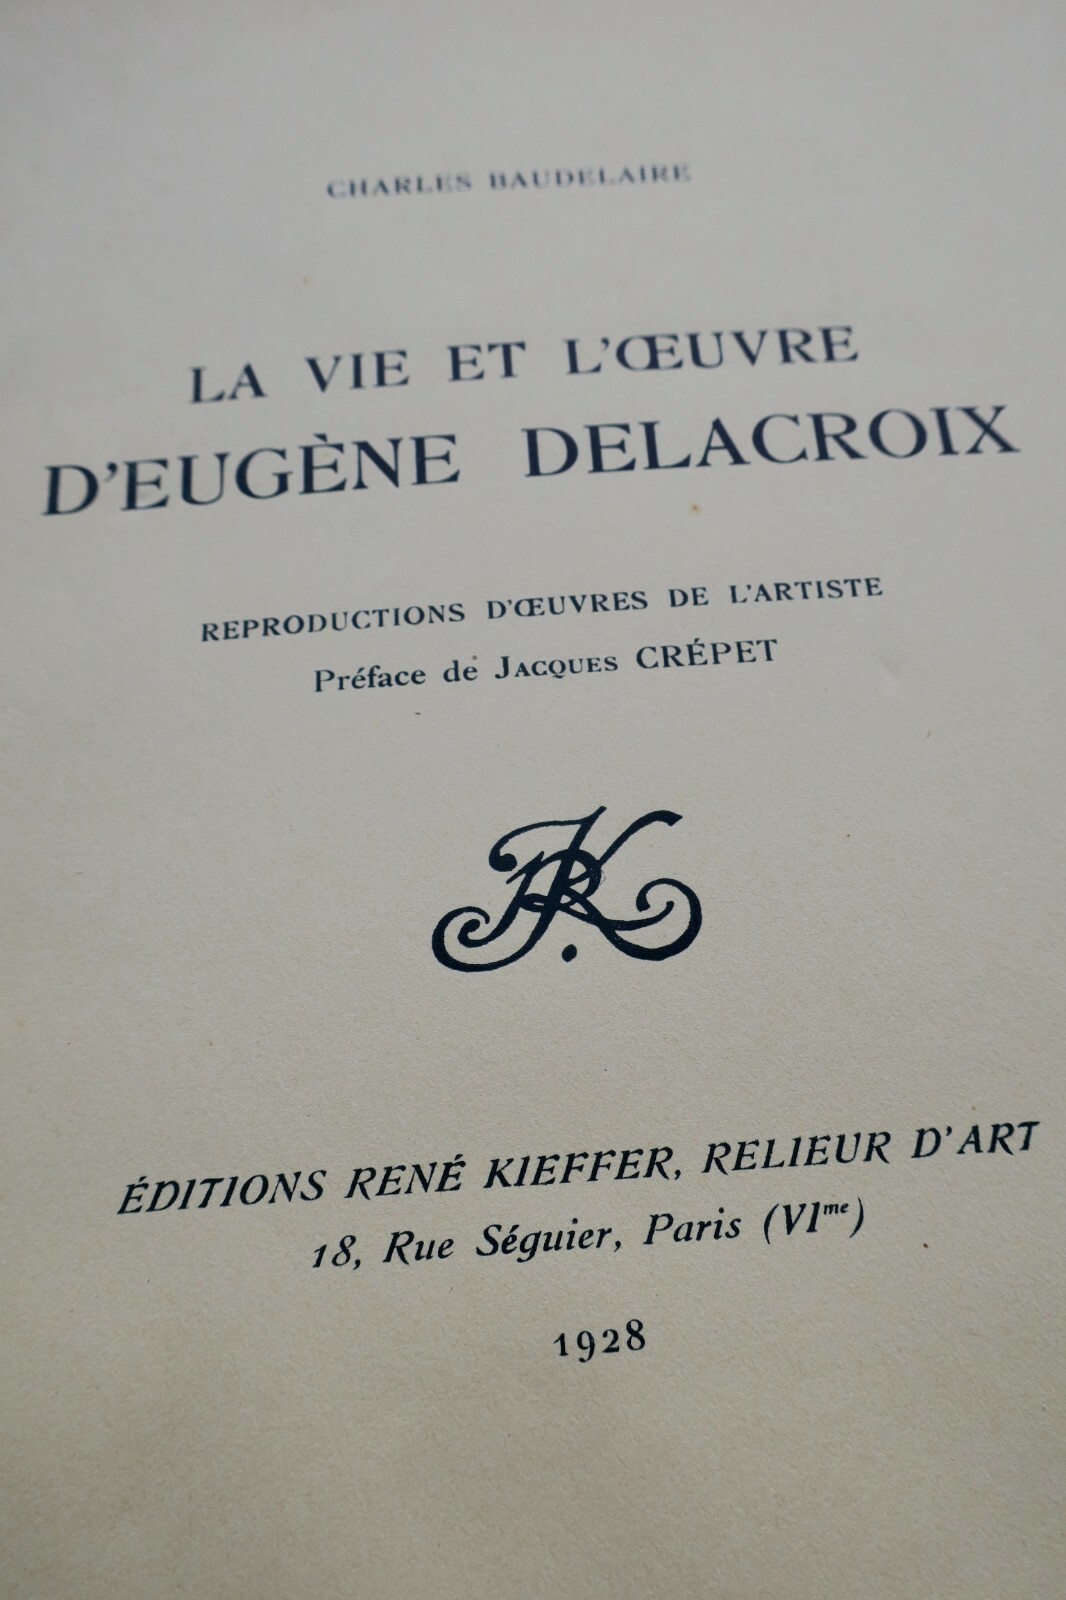 CHARLES BAUDELAIRE
LA VIE ET L'ŒUVRE
D'EUGÈNE DELACROIX
REPRODUCTIONS D'ŒUVRES DE L'ARTISTE
Préface de JACQUES CRÉPET
RK
ÉDITIONS RENÉ KIEFFER, RELIEUR D'ART
18, Rue Séguier, Paris (VIme)
1928